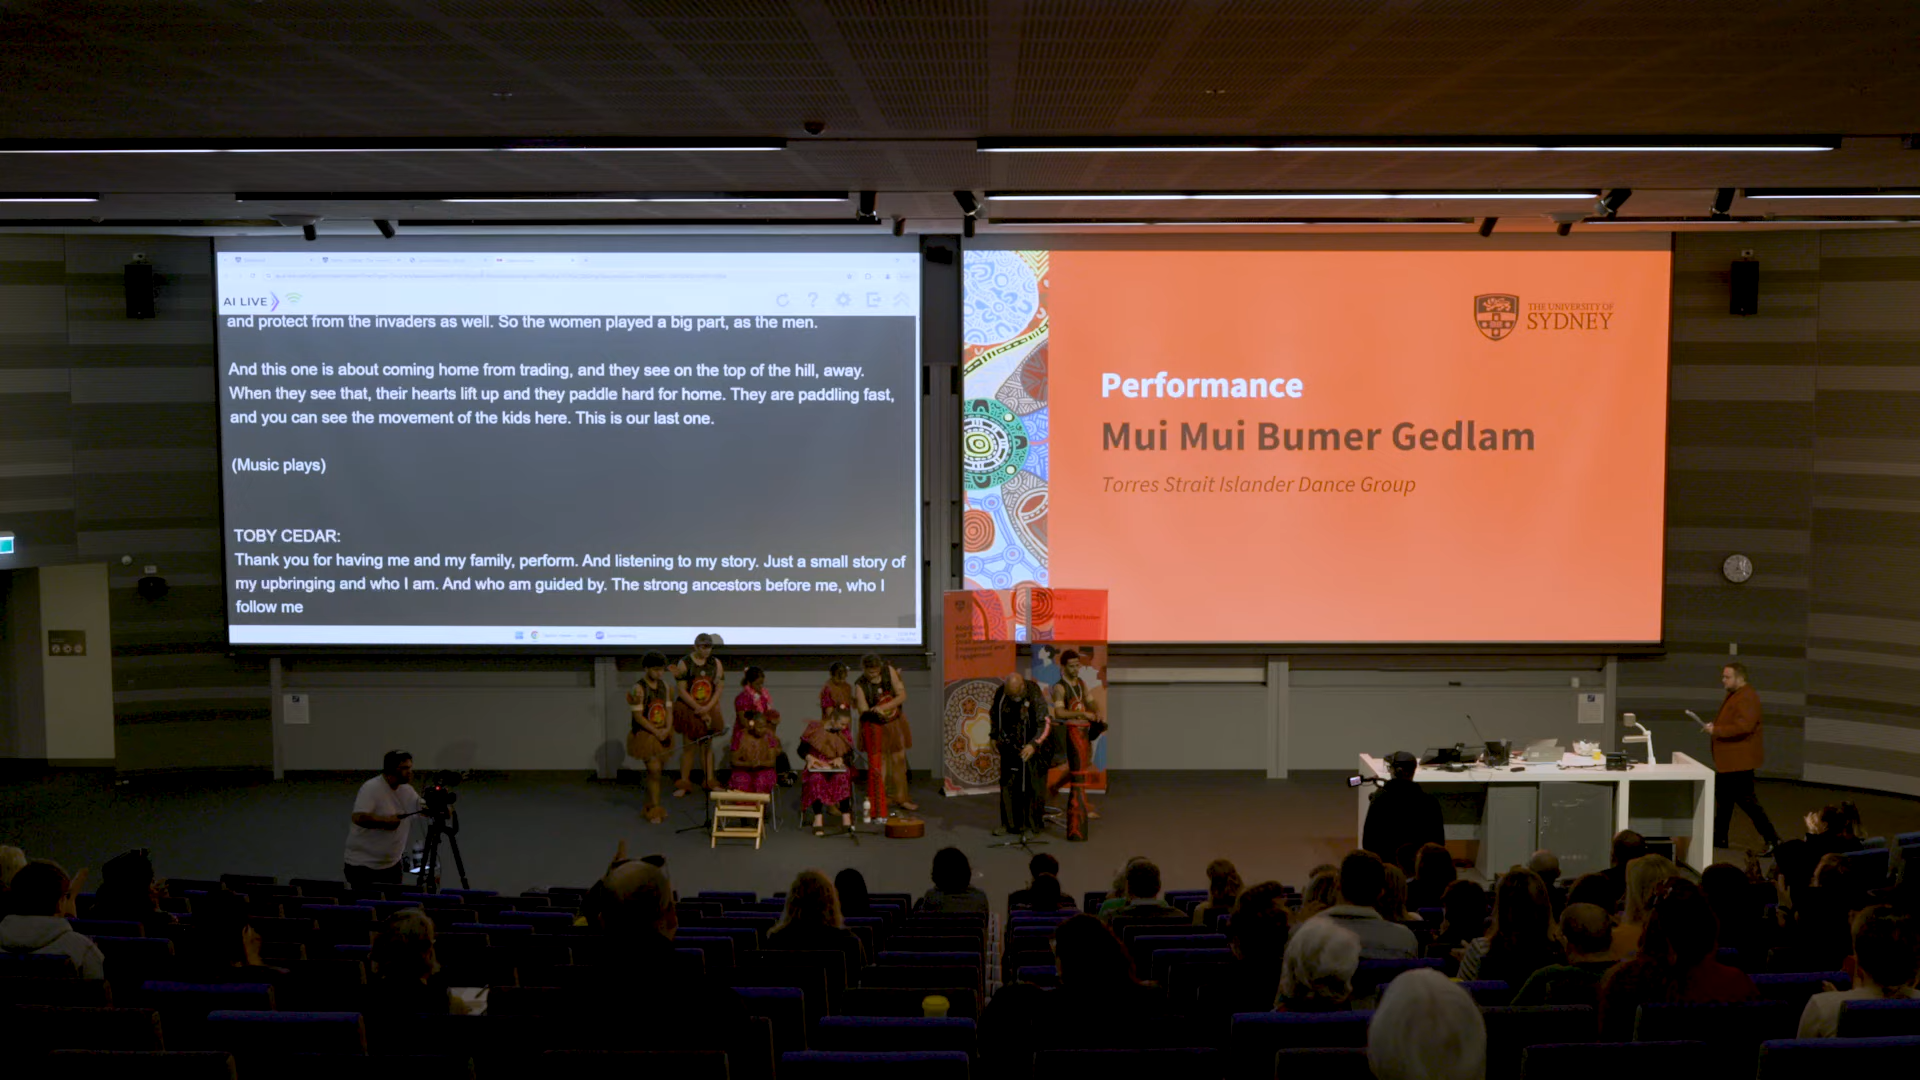 AI LIVE
and protect from the invaders as well. So the women played a big part, as the men.
And this one is about coming home from trading, and they see on the top of the hill, away.
When they see that, their hearts lift up and they paddle hard for home. They are paddling fast,
and you can see the movement of the kids here. This is our last one.
(Music plays)
TOBY CEDAR:
Thank you for having me and my family, perform. And listening to my story. Just a small story of
my upbringing and who I am. And who am guided by. The strong ancestors before me, who I
follow me
THE UNIVERSITY OF
SYDNEY
Performance
Mui Mui Bumer Gedlam
Torres Strait Islander Dance Group